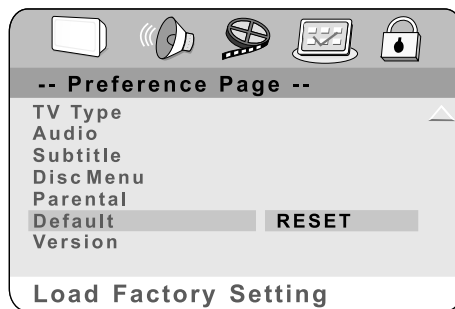 -- Preference Page --
TV Type
Audio
Subtitle
Disc Menu
Parental
Default RESET
Version
Load Factory Setting